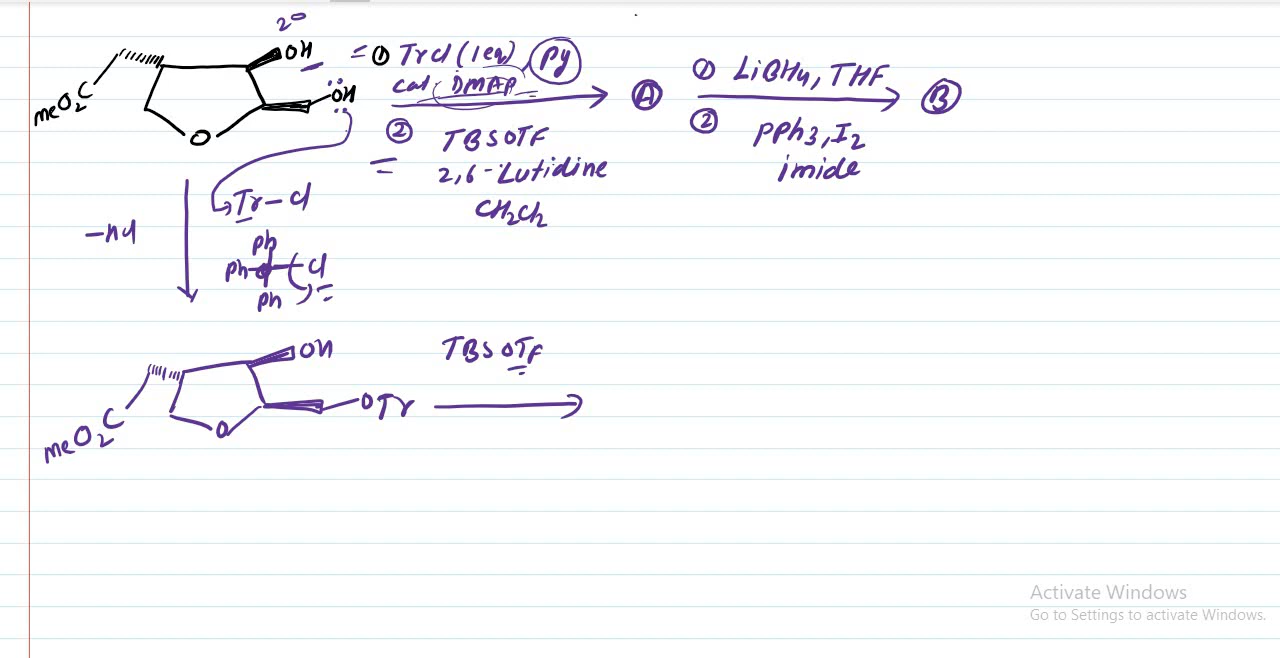 2°
OH
= ① TrCl (1eq) Py
cat DMAP
MeO2C
OH
O
② TBSOTF
2,6-Lutidine
CH2Cl2
Ⓐ
① LiBH4, THF
② PPh3, I2
imide
Ⓑ
Tr-Cl
-HCl
Ph
Ph Cl
Ph
OH
MeO2C
OTr
O
TBSOTF
Activate Windows
Go to Settings to activate Windows.